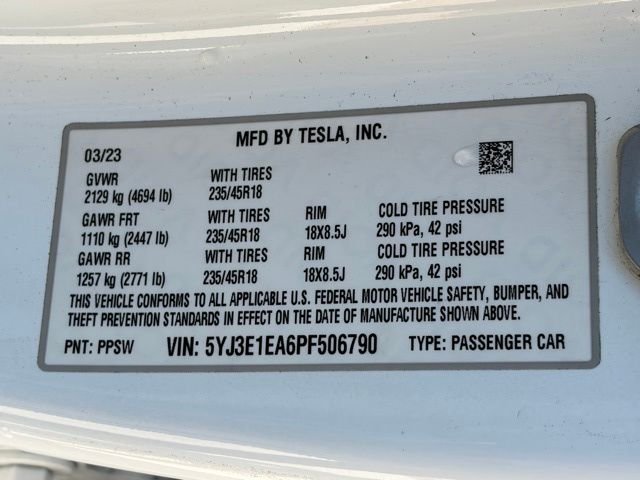 MFD BY TESLA, INC.
03/23
GVWR WITH TIRES
2129 kg (4694 lb) 235/45R18
GAWR FRT WITH TIRES RIM COLD TIRE PRESSURE
1110 kg (2447 lb) 235/45R18 18X8.5J 290 kPa, 42 psi
GAWR RR WITH TIRES RIM COLD TIRE PRESSURE
1257 kg (2771 lb) 235/45R18 18X8.5J 290 kPa, 42 psi
THIS VEHICLE CONFORMS TO ALL APPLICABLE U.S. FEDERAL MOTOR VEHICLE SAFETY, BUMPER, AND
THEFT PREVENTION STANDARDS IN EFFECT ON THE DATE OF MANUFACTURE SHOWN ABOVE.
PNT: PPSW VIN: 5YJ3E1EA6PF506790 TYPE: PASSENGER CAR